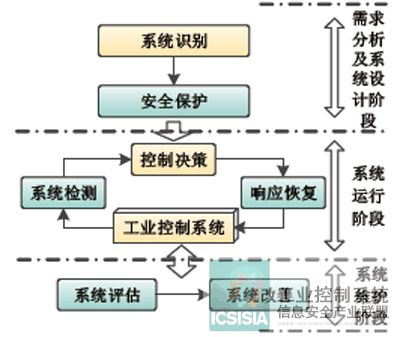 系统识别
需求
分析
及系
统设
计阶
段
安全保护
控制决策
系统检测
响应恢复
系统
运行
阶段
工业控制系统
系统评估
系统改
业控制系统
信息安全产业联盟
ICSISIA
系统
维护
阶段